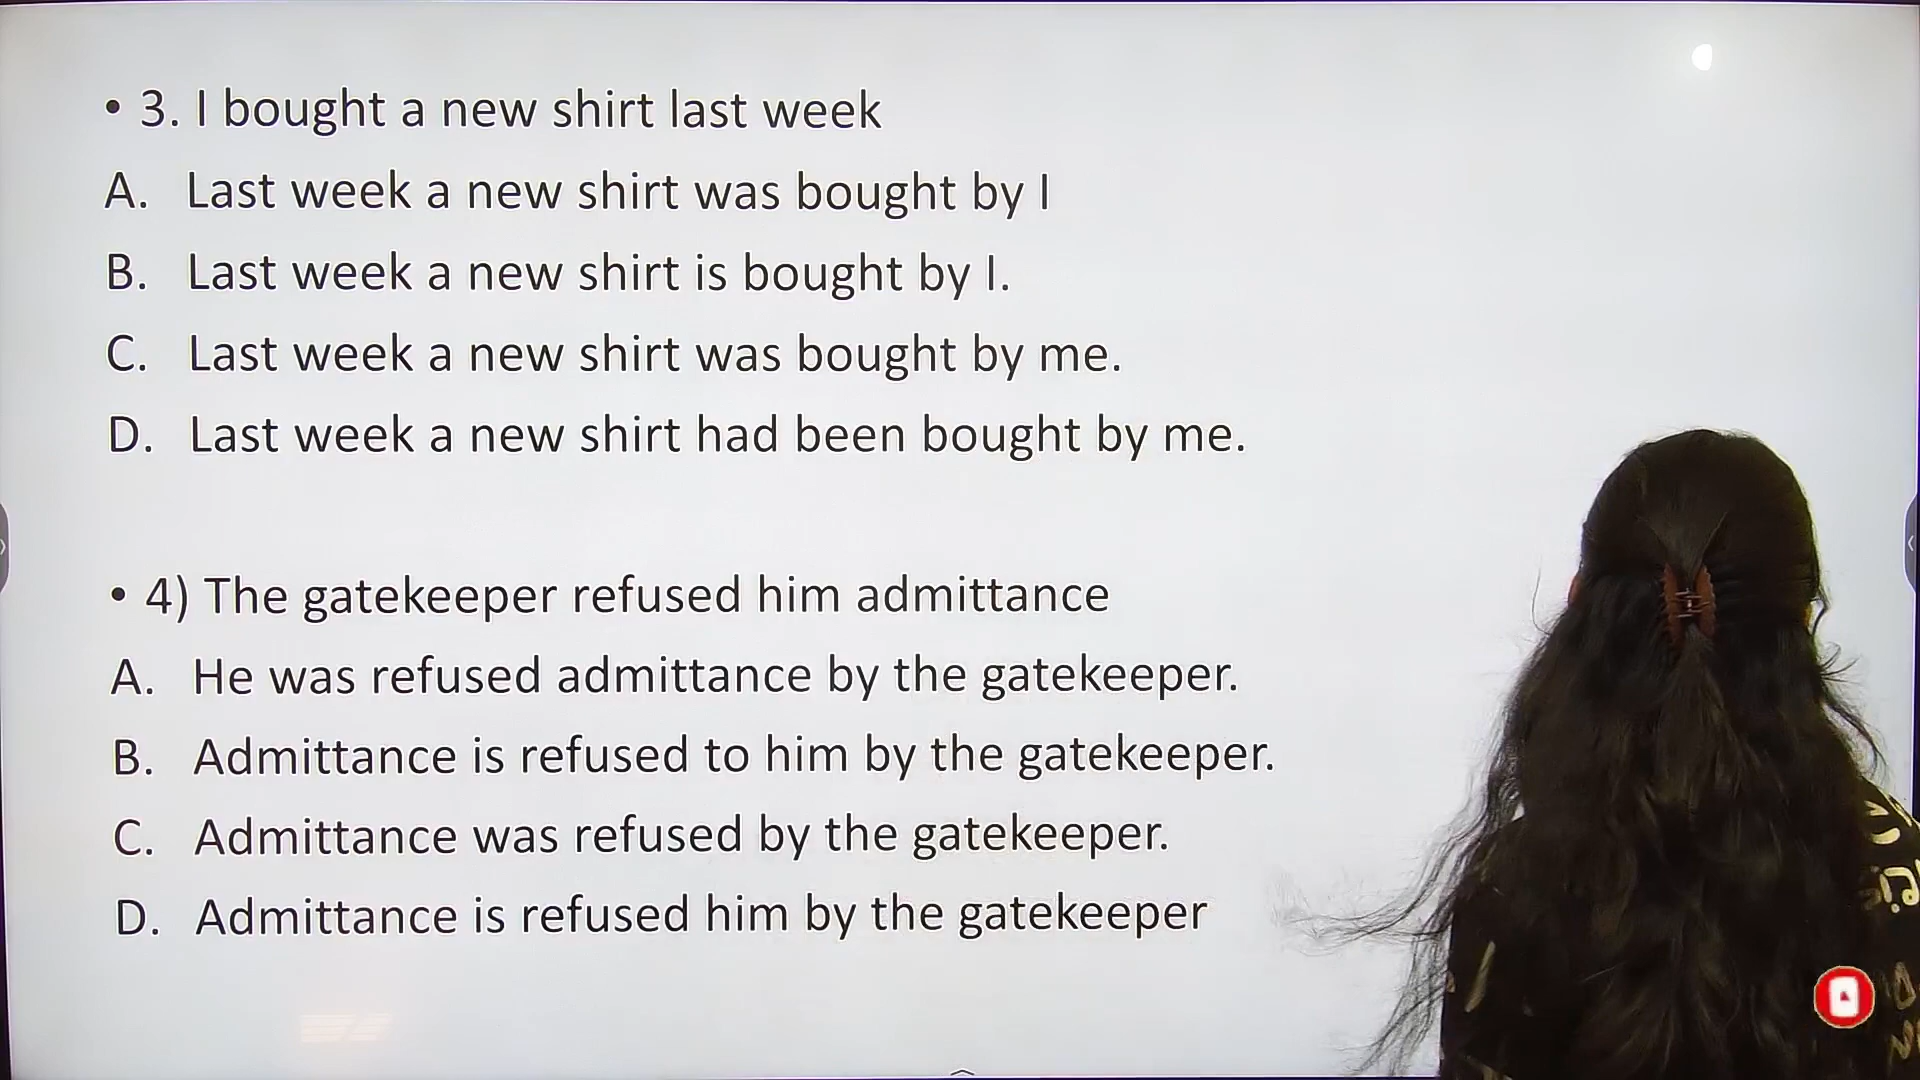 • 3. I bought a new shirt last week
A. Last week a new shirt was bought by I
B. Last week a new shirt is bought by I.
C. Last week a new shirt was bought by me.
D. Last week a new shirt had been bought by me.
• 4) The gatekeeper refused him admittance
A. He was refused admittance by the gatekeeper.
B. Admittance is refused to him by the gatekeeper.
C. Admittance was refused by the gatekeeper.
D. Admittance is refused him by the gatekeeper